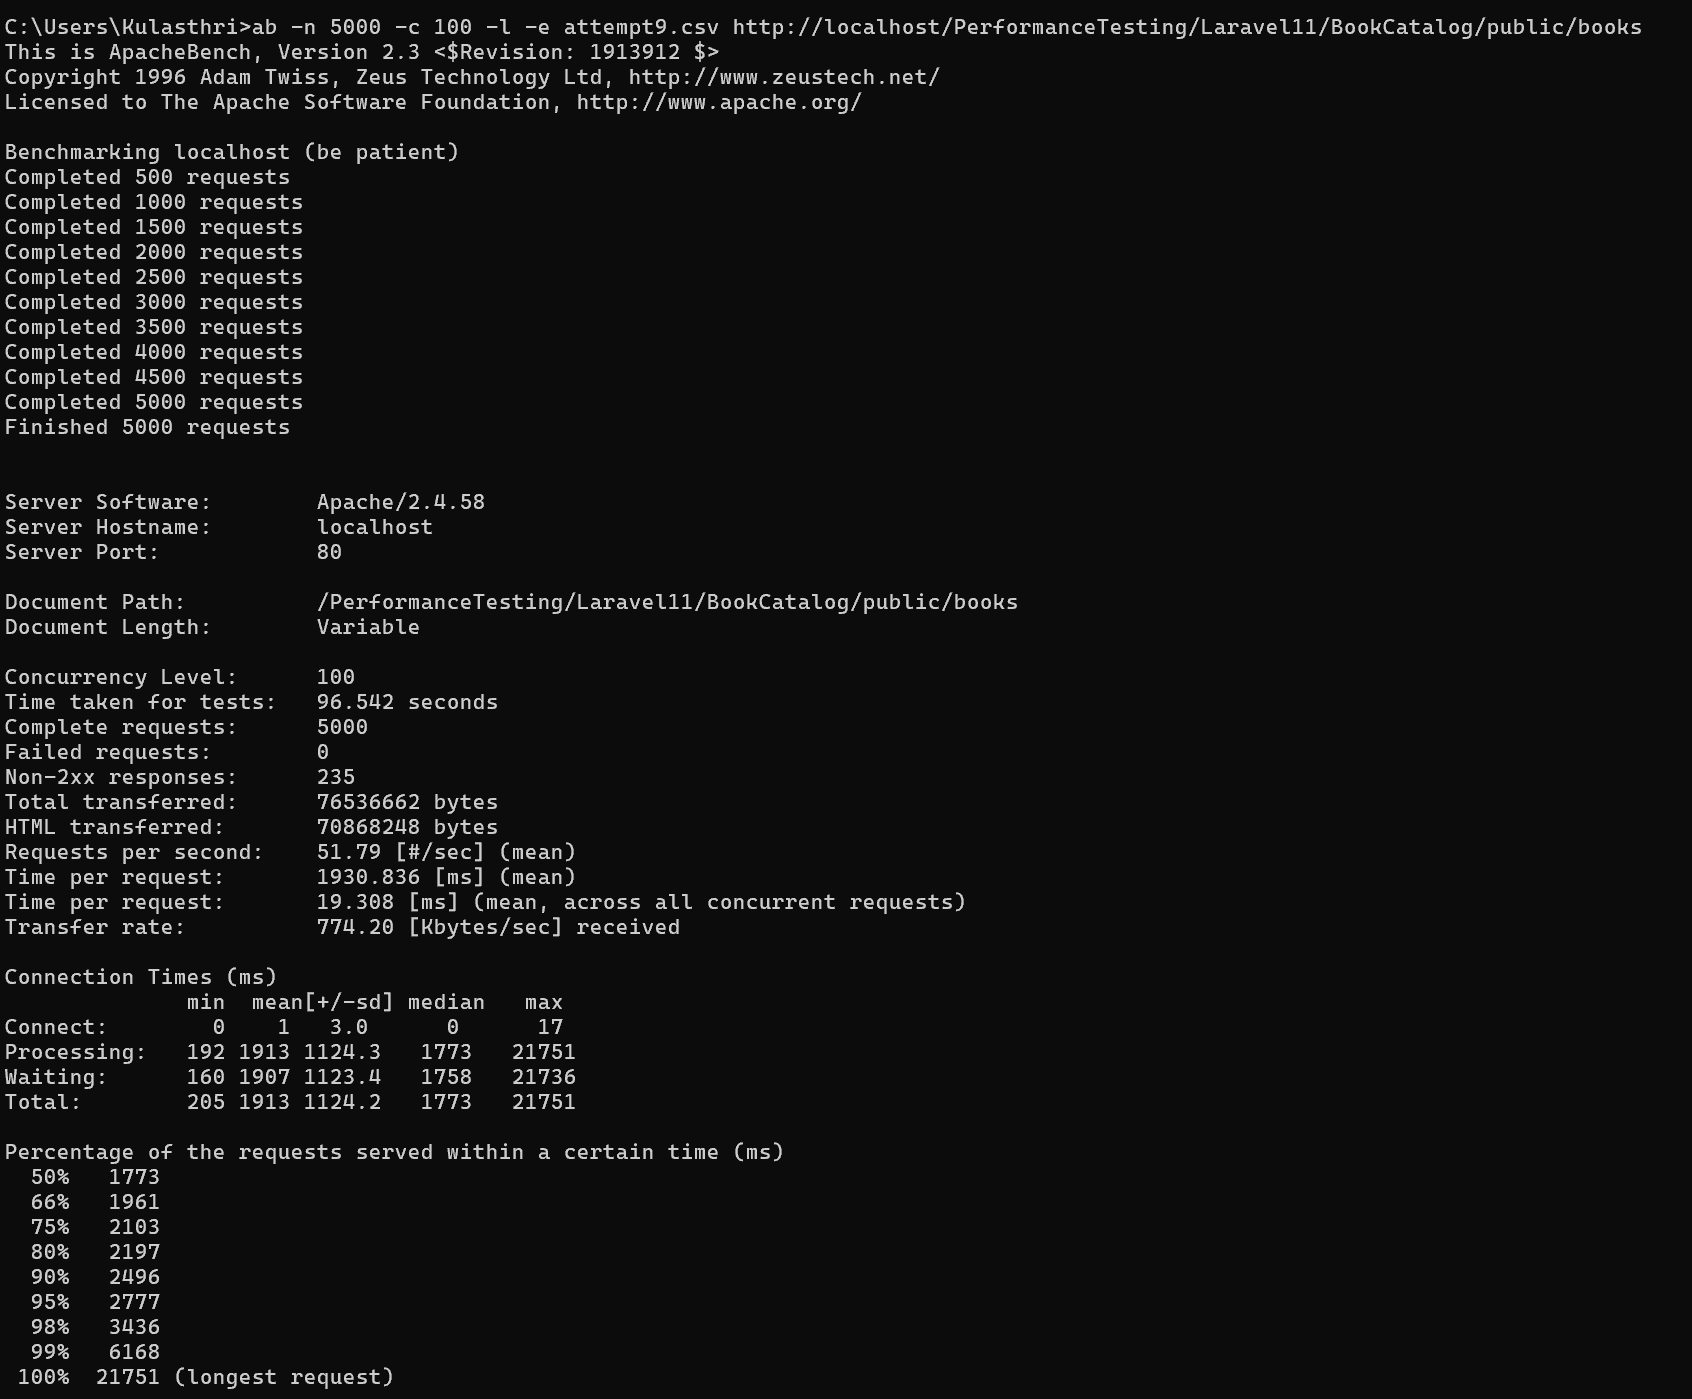 C:\Users\Kulasthri>ab -n 5000 -c 100 -l -e attempt9.csv http://localhost/PerformanceTesting/Laravel11/BookCatalog/public/books
This is ApacheBench, Version 2.3 <$Revision: 1913912 $>
Copyright 1996 Adam Twiss, Zeus Technology Ltd, http://www.zeustech.net/
Licensed to The Apache Software Foundation, http://www.apache.org/

Benchmarking localhost (be patient)
Completed 500 requests
Completed 1000 requests
Completed 1500 requests
Completed 2000 requests
Completed 2500 requests
Completed 3000 requests
Completed 3500 requests
Completed 4000 requests
Completed 4500 requests
Completed 5000 requests
Finished 5000 requests


Server Software:        Apache/2.4.58
Server Hostname:        localhost
Server Port:            80

Document Path:          /PerformanceTesting/Laravel11/BookCatalog/public/books
Document Length:        Variable

Concurrency Level:      100
Time taken for tests:   96.542 seconds
Complete requests:      5000
Failed requests:        0
Non-2xx responses:      235
Total transferred:      76536662 bytes
HTML transferred:       70868248 bytes
Requests per second:    51.79 [#/sec] (mean)
Time per request:       1930.836 [ms] (mean)
Time per request:       19.308 [ms] (mean, across all concurrent requests)
Transfer rate:          774.20 [Kbytes/sec] received

Connection Times (ms)
              min  mean[+/-sd] median   max
Connect:        0    1   3.0      0      17
Processing:   192 1913 1124.3   1773   21751
Waiting:      160 1907 1123.4   1758   21736
Total:        205 1913 1124.2   1773   21751

Percentage of the requests served within a certain time (ms)
  50%   1773
  66%   1961
  75%   2103
  80%   2197
  90%   2496
  95%   2777
  98%   3436
  99%   6168
 100%  21751 (longest request)